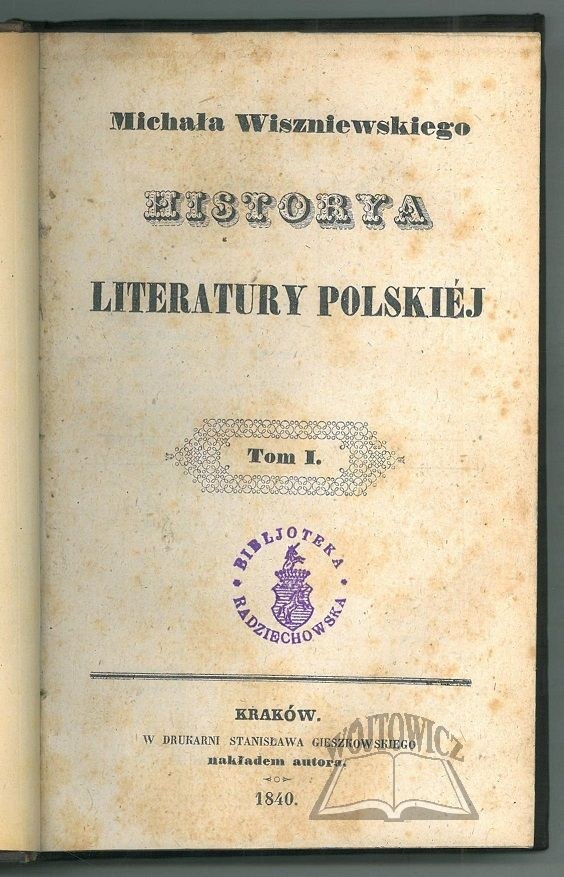 Michała Wiszniewskiego
HISTORYA
LITERATURY POLSKIÉJ
Tom I.
BIBLJOTEKA
RADZIECHOWSKA
KRAKÓW.
W DRUKARNI STANISŁAWA GIESZKOWSKIEGO
nakładem autora.
1840.
WÓJTOWICZ